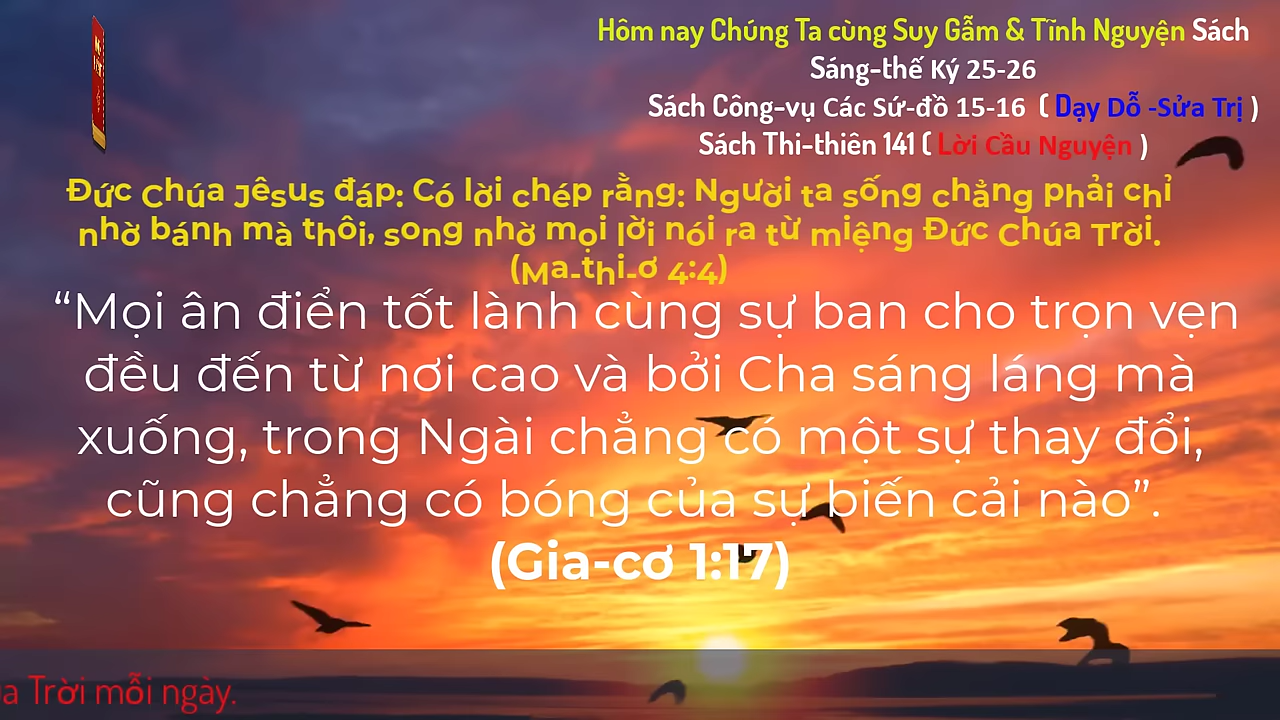 Hôm nay Chúng Ta cùng Suy Gẫm & Tĩnh Nguyện Sách
Sáng-thế Ký 25-26
Sách Công-vụ Các Sứ-đồ 15-16 ( Dạy Dỗ -Sửa Trị )
Sách Thi-thiên 141 ( Lời Cầu Nguyện )
Đức Chúa Jêsus đáp: Có lời chép rằng: Người ta sống chẳng phải chỉ
nhờ bánh mà thôi, song nhờ mọi lời nói ra từ miệng Đức Chúa Trời.
(Ma-thi-ơ 4:4)
“Mọi ân điển tốt lành cùng sự ban cho trọn vẹn
đều đến từ nơi cao và bởi Cha sáng láng mà
xuống, trong Ngài chẳng có một sự thay đổi,
cũng chẳng có bóng của sự biến cải nào”.
(Gia-cơ 1:17)
Trời mỗi ngày.